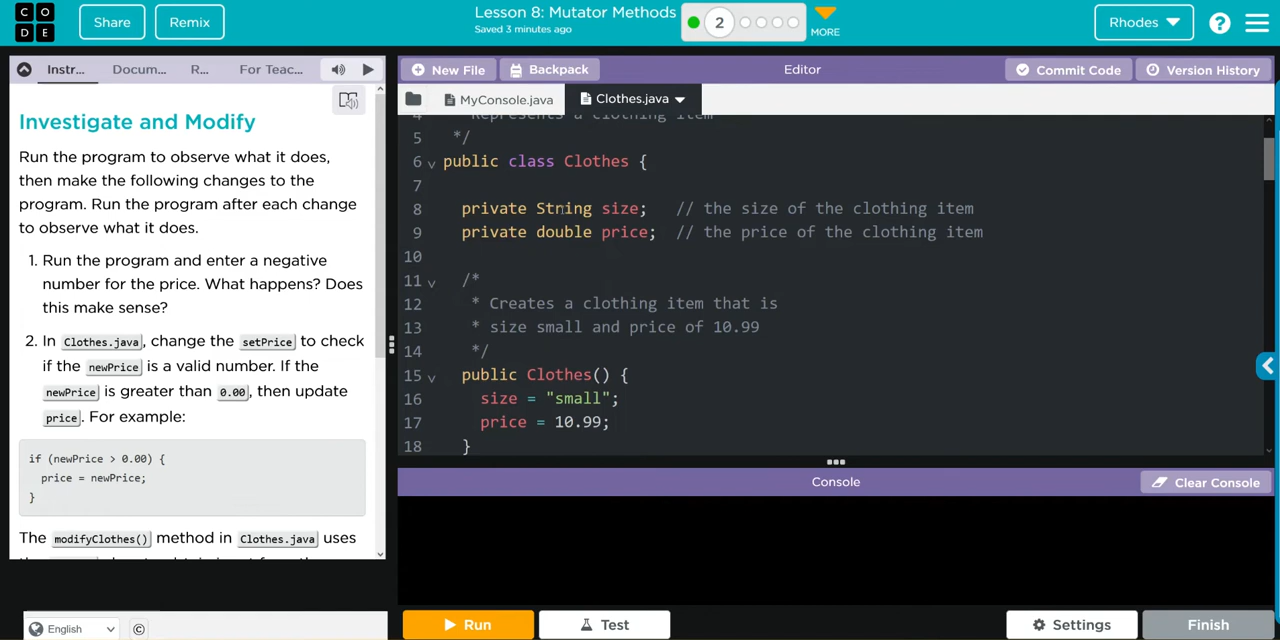 CODE
Share
Remix
Lesson 8: Mutator Methods
Saved 3 minutes ago
2
MORE
Rhodes
?
Instr...
Docum...
R...
For Teac...
New File
Backpack
Editor
Commit Code
Version History
MyConsole.java
Clothes.java
Investigate and Modify
Run the program to observe what it does,
then make the following changes to the
program. Run the program after each change
to observe what it does.
1. Run the program and enter a negative
number for the price. What happens? Does
this make sense?
2. In Clothes.java, change the setPrice to check
if the newPrice is a valid number. If the
newPrice is greater than 0.00, then update
price. For example:
if (newPrice > 0.00) {
price = newPrice;
}
The modifyClothes() method in Clothes.java uses
4 Represents a clothing item
5 */
6 public class Clothes {
7
8 private String size; // the size of the clothing item
9 private double price; // the price of the clothing item
10
11 /*
12 * Creates a clothing item that is
13 * size small and price of 10.99
14 */
15 public Clothes() {
16 size = "small";
17 price = 10.99;
18 }
Console
Clear Console
English
©
Run
Test
Settings
Finish